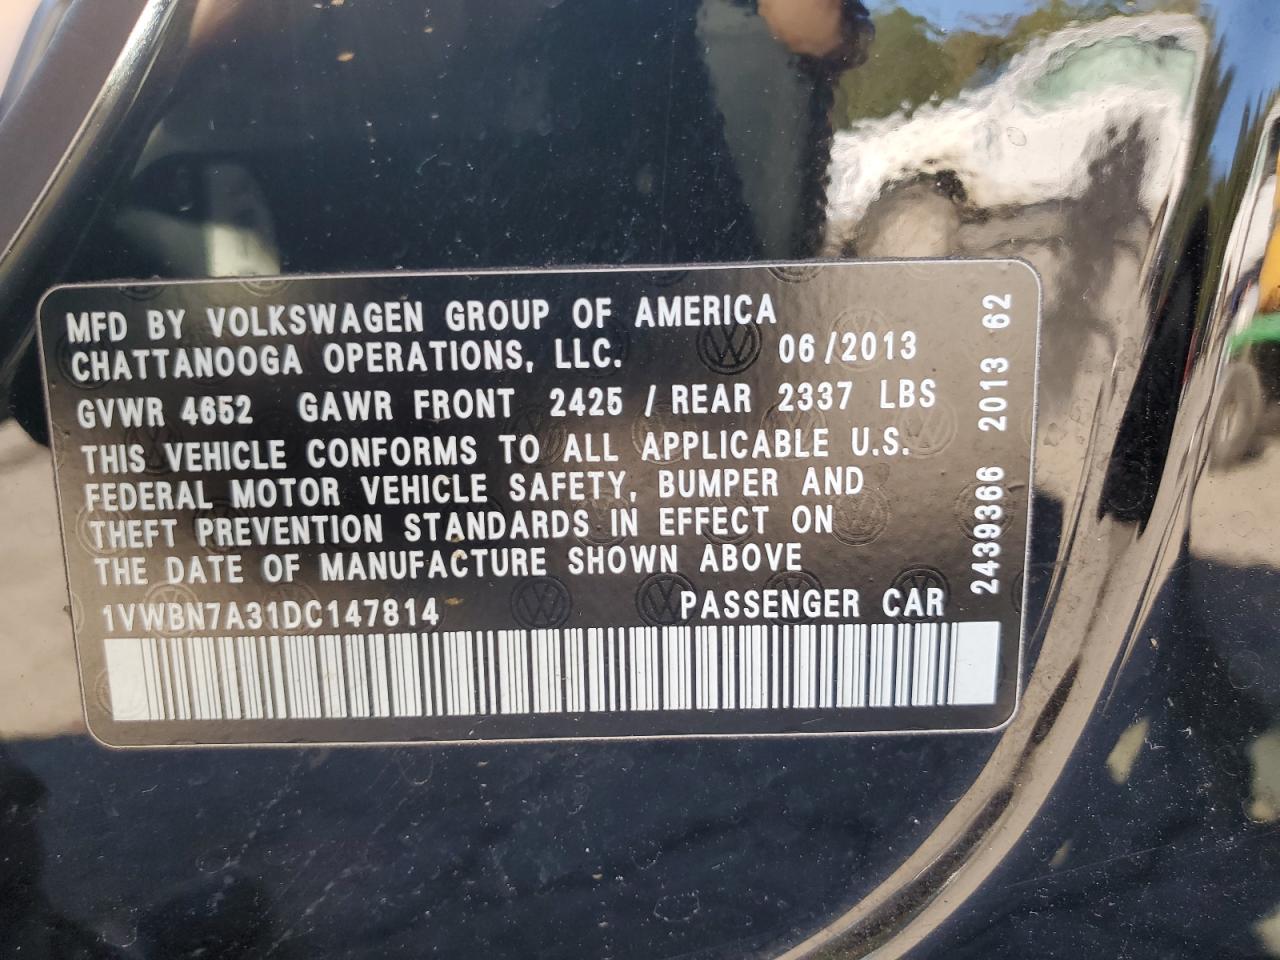 MFD BY VOLKSWAGEN GROUP OF AMERICA
CHATTANOOGA OPERATIONS, LLC. 06/2013
GVWR 4652 GAWR FRONT 2425 / REAR 2337 LBS
THIS VEHICLE CONFORMS TO ALL APPLICABLE U.S.
FEDERAL MOTOR VEHICLE SAFETY, BUMPER AND
THEFT PREVENTION STANDARDS IN EFFECT ON
THE DATE OF MANUFACTURE SHOWN ABOVE
1VWBN7A31DC147814 PASSENGER CAR
2439366 2013 62